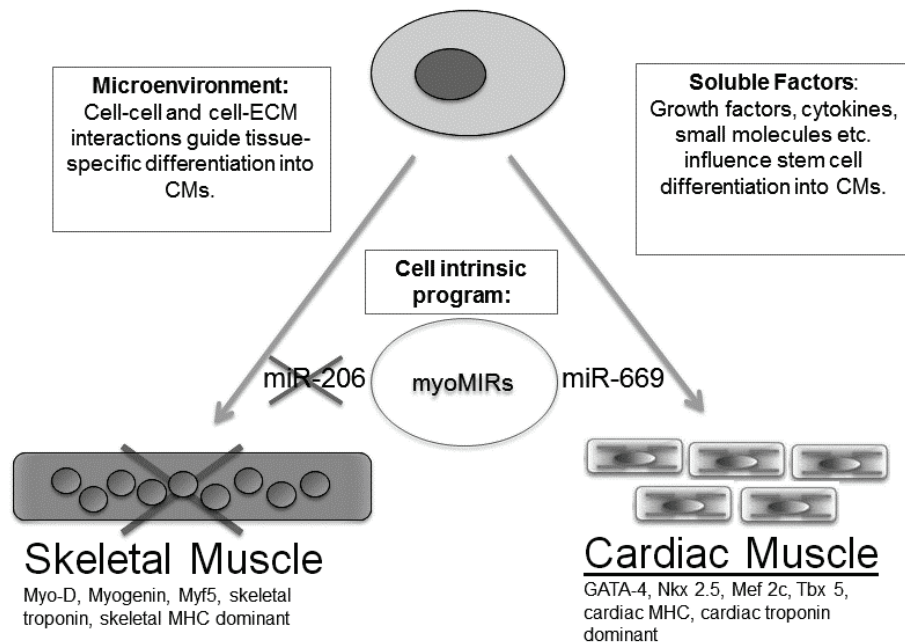 Microenvironment:
Cell-cell and cell-ECM
interactions guide tissue-
specific differentiation into
CMs.
Soluble Factors:
Growth factors, cytokines,
small molecules etc.
influence stem cell
differentiation into CMs.
Cell intrinsic
program:
miR-206
myoMIRs
miR-669
Skeletal Muscle
Myo-D, Myogenin, Myf5, skeletal
troponin, skeletal MHC dominant
Cardiac Muscle
GATA-4, Nkx 2.5, Mef 2c, Tbx 5,
cardiac MHC, cardiac troponin
dominant